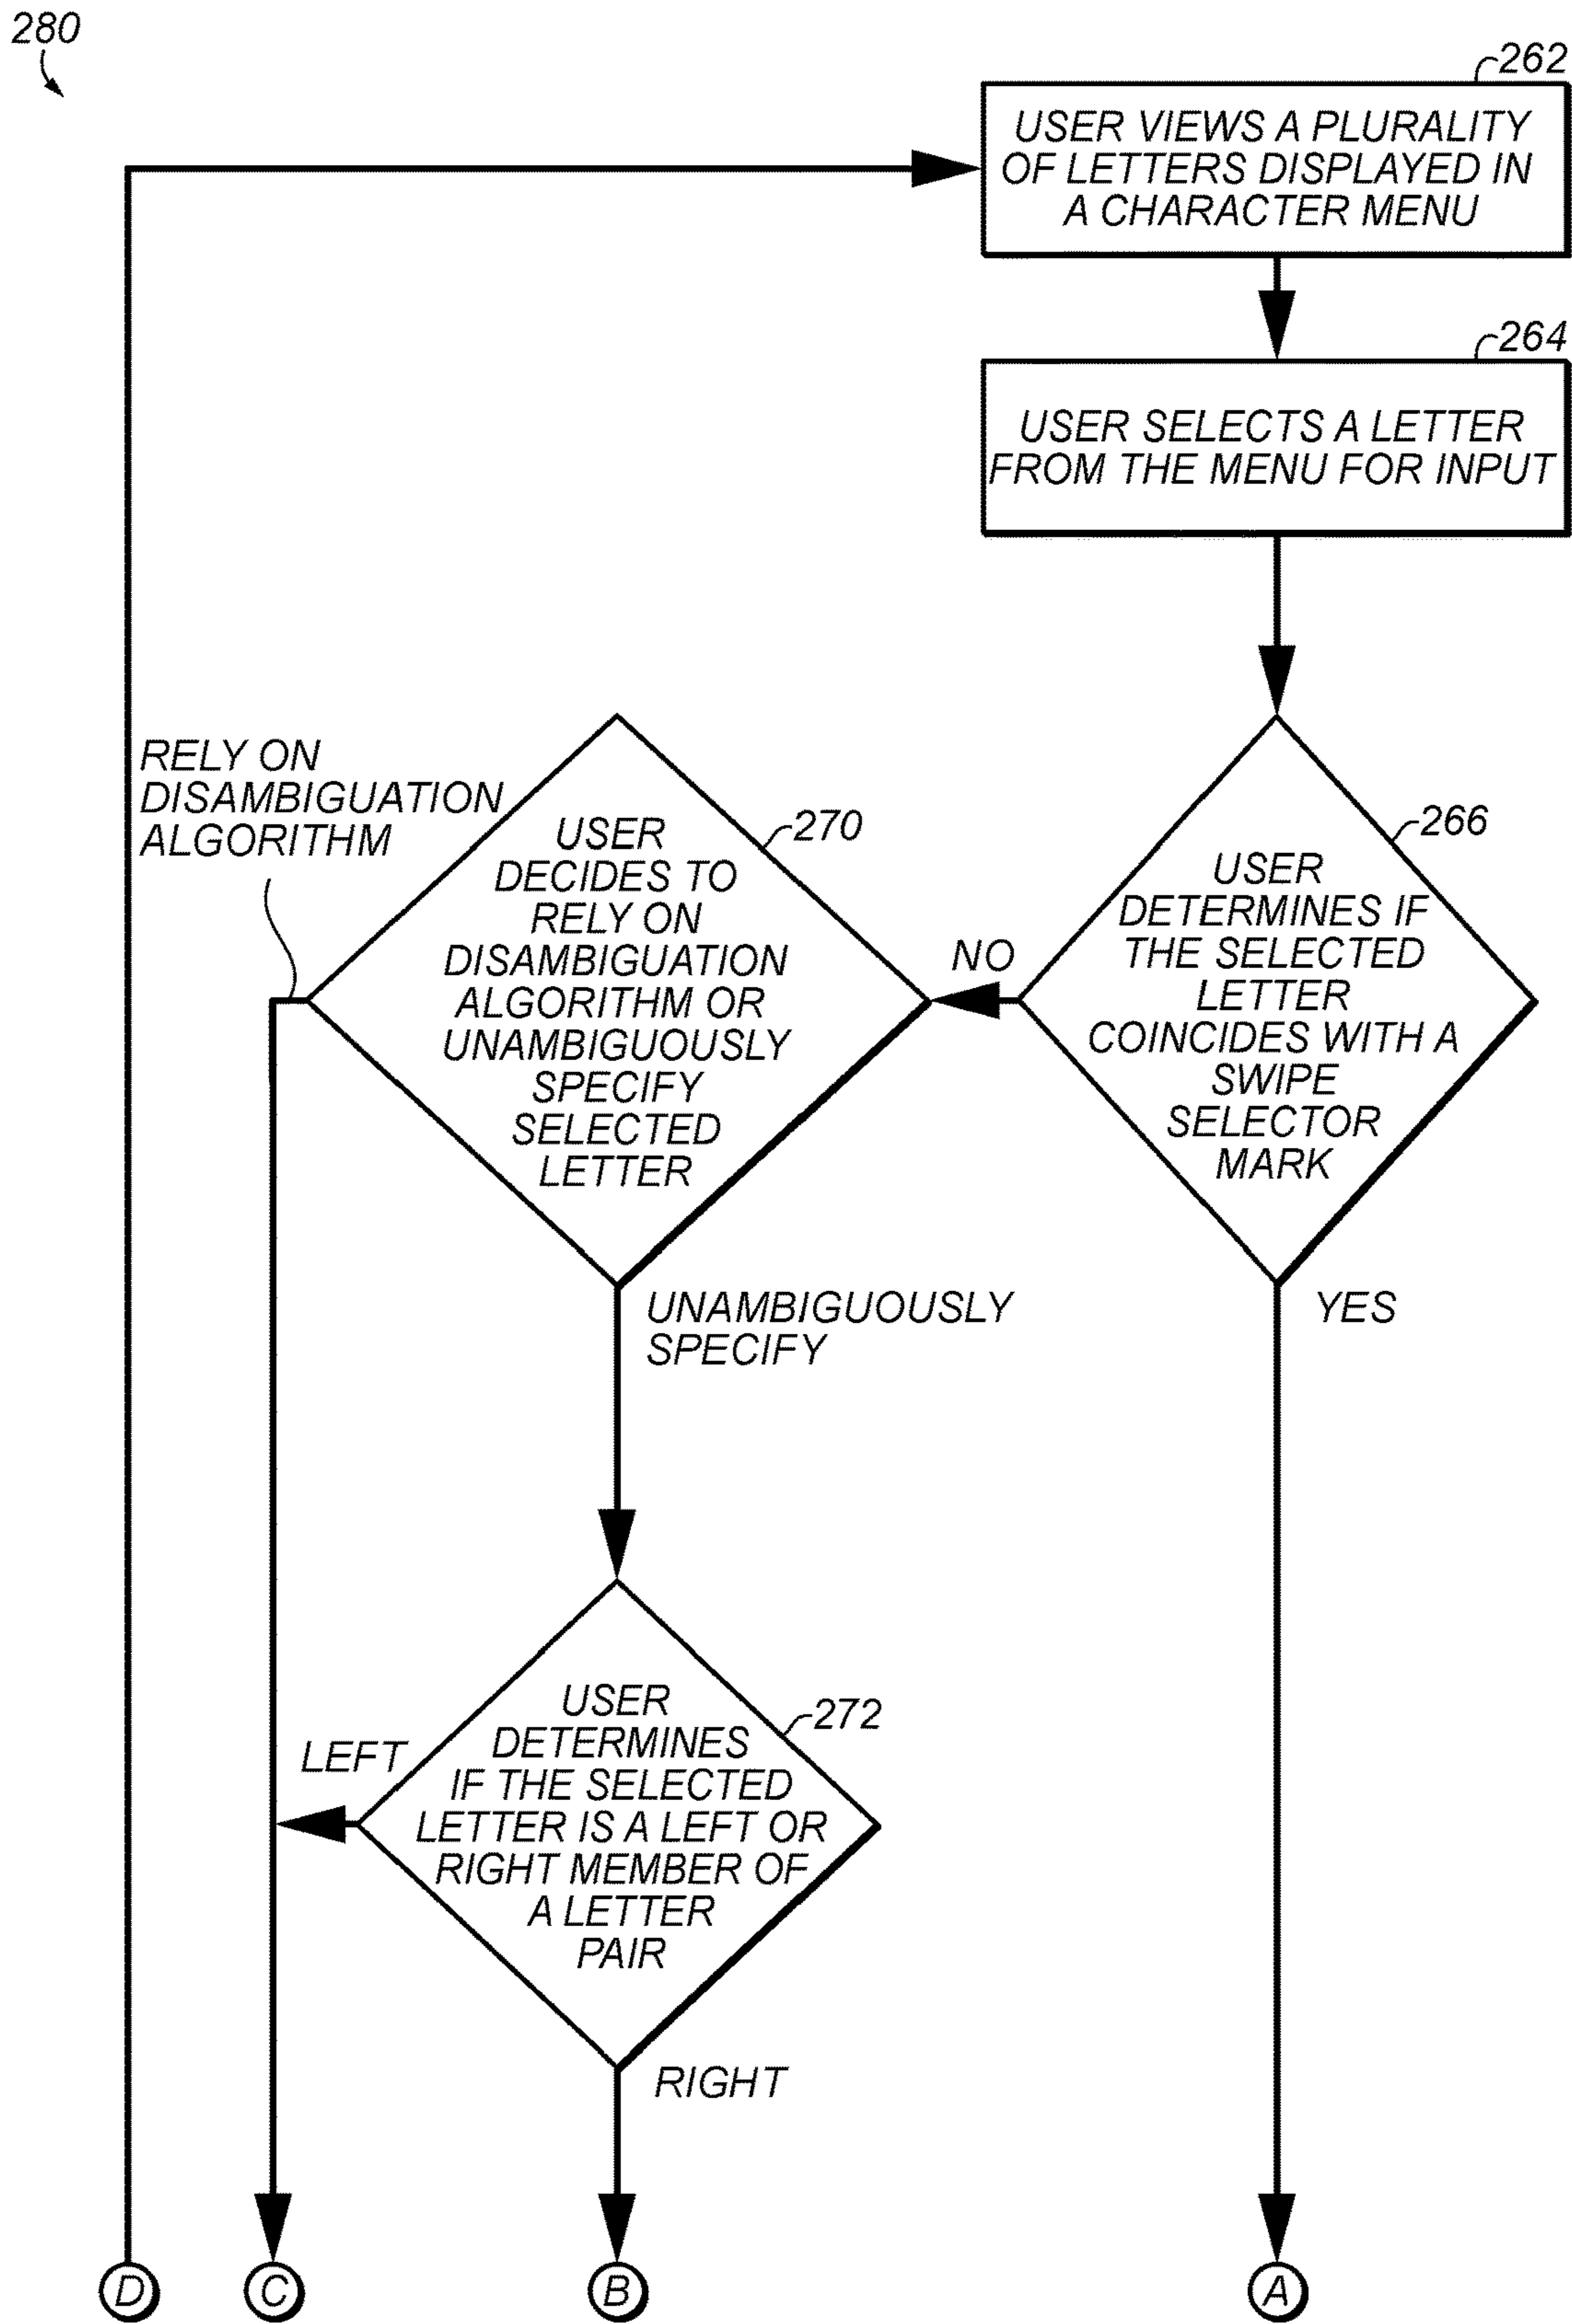 280
262
USER VIEWS A PLURALITY
OF LETTERS DISPLAYED IN
A CHARACTER MENU
264
USER SELECTS A LETTER
FROM THE MENU FOR INPUT
266
USER
DETERMINES IF
THE SELECTED
LETTER
COINCIDES WITH A
SWIPE
SELECTOR
MARK
NO
YES
270
USER
DECIDES TO
RELY ON
DISAMBIGUATION
ALGORITHM OR
UNAMBIGUOUSLY
SPECIFY
SELECTED
LETTER
RELY ON
DISAMBIGUATION
ALGORITHM
UNAMBIGUOUSLY
SPECIFY
272
USER
DETERMINES
IF THE SELECTED
LETTER IS A LEFT OR
RIGHT MEMBER OF
A LETTER
PAIR
LEFT
RIGHT
D
C
B
A